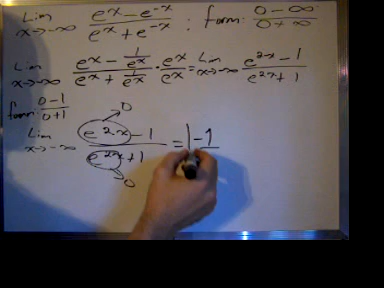 Lim x→-∞ (e^x - e^-x)/(e^x + e^-x) : form: (0-∞)/(0+∞)
Lim x→-∞ (e^x - 1/e^x)/(e^x + 1/e^x) · e^x/e^x = Lim x→-∞ (e^2x - 1)/(e^2x + 1)
form: (0-1)/(0+1)
Lim x→-∞ (e^2x - 1)/(e^2x + 1) = -1
0
0